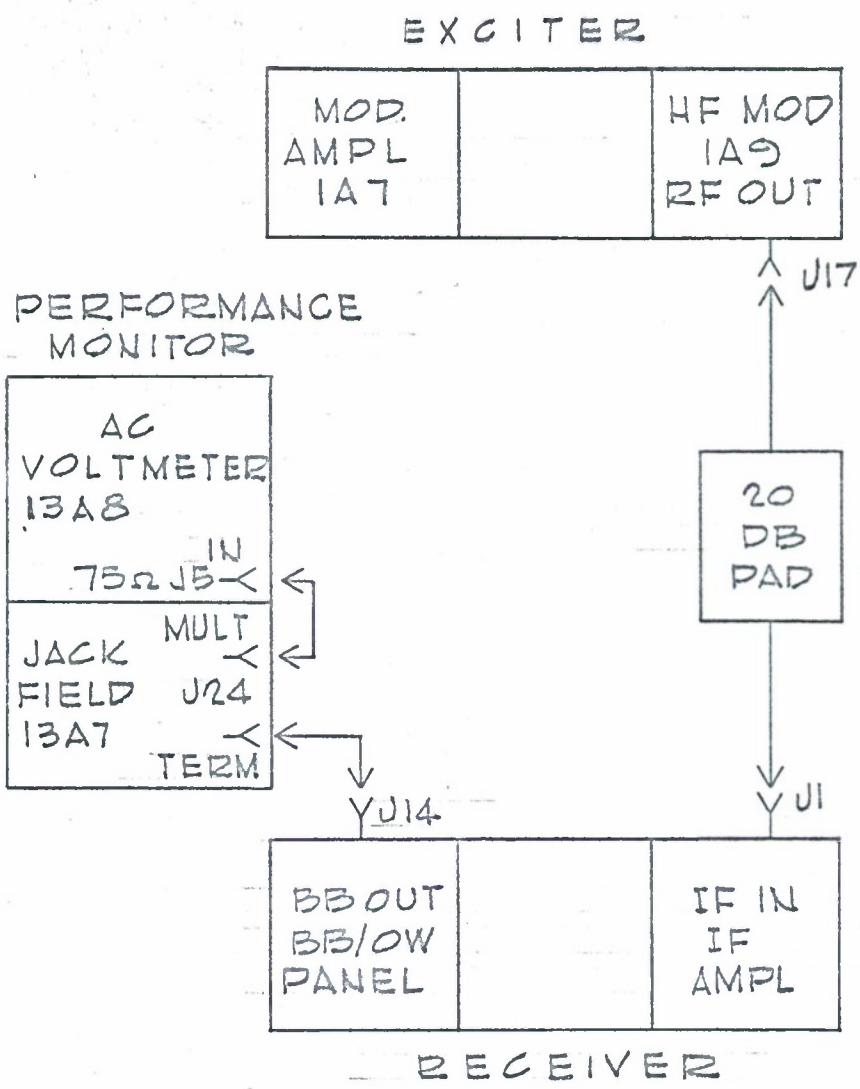 EXCITER
MOD.
AMPL
1A7
HF MOD
1A9
RF OUT
J17
PERFORMANCE
MONITOR
AC
VOLTMETER
13A8
IN
75Ω J5
MULT
JACK
FIELD J24
13A7
TERM
20
DB
PAD
J14
J1
BB OUT
BB/OW
PANEL
IF IN
IF
AMPL
RECEIVER